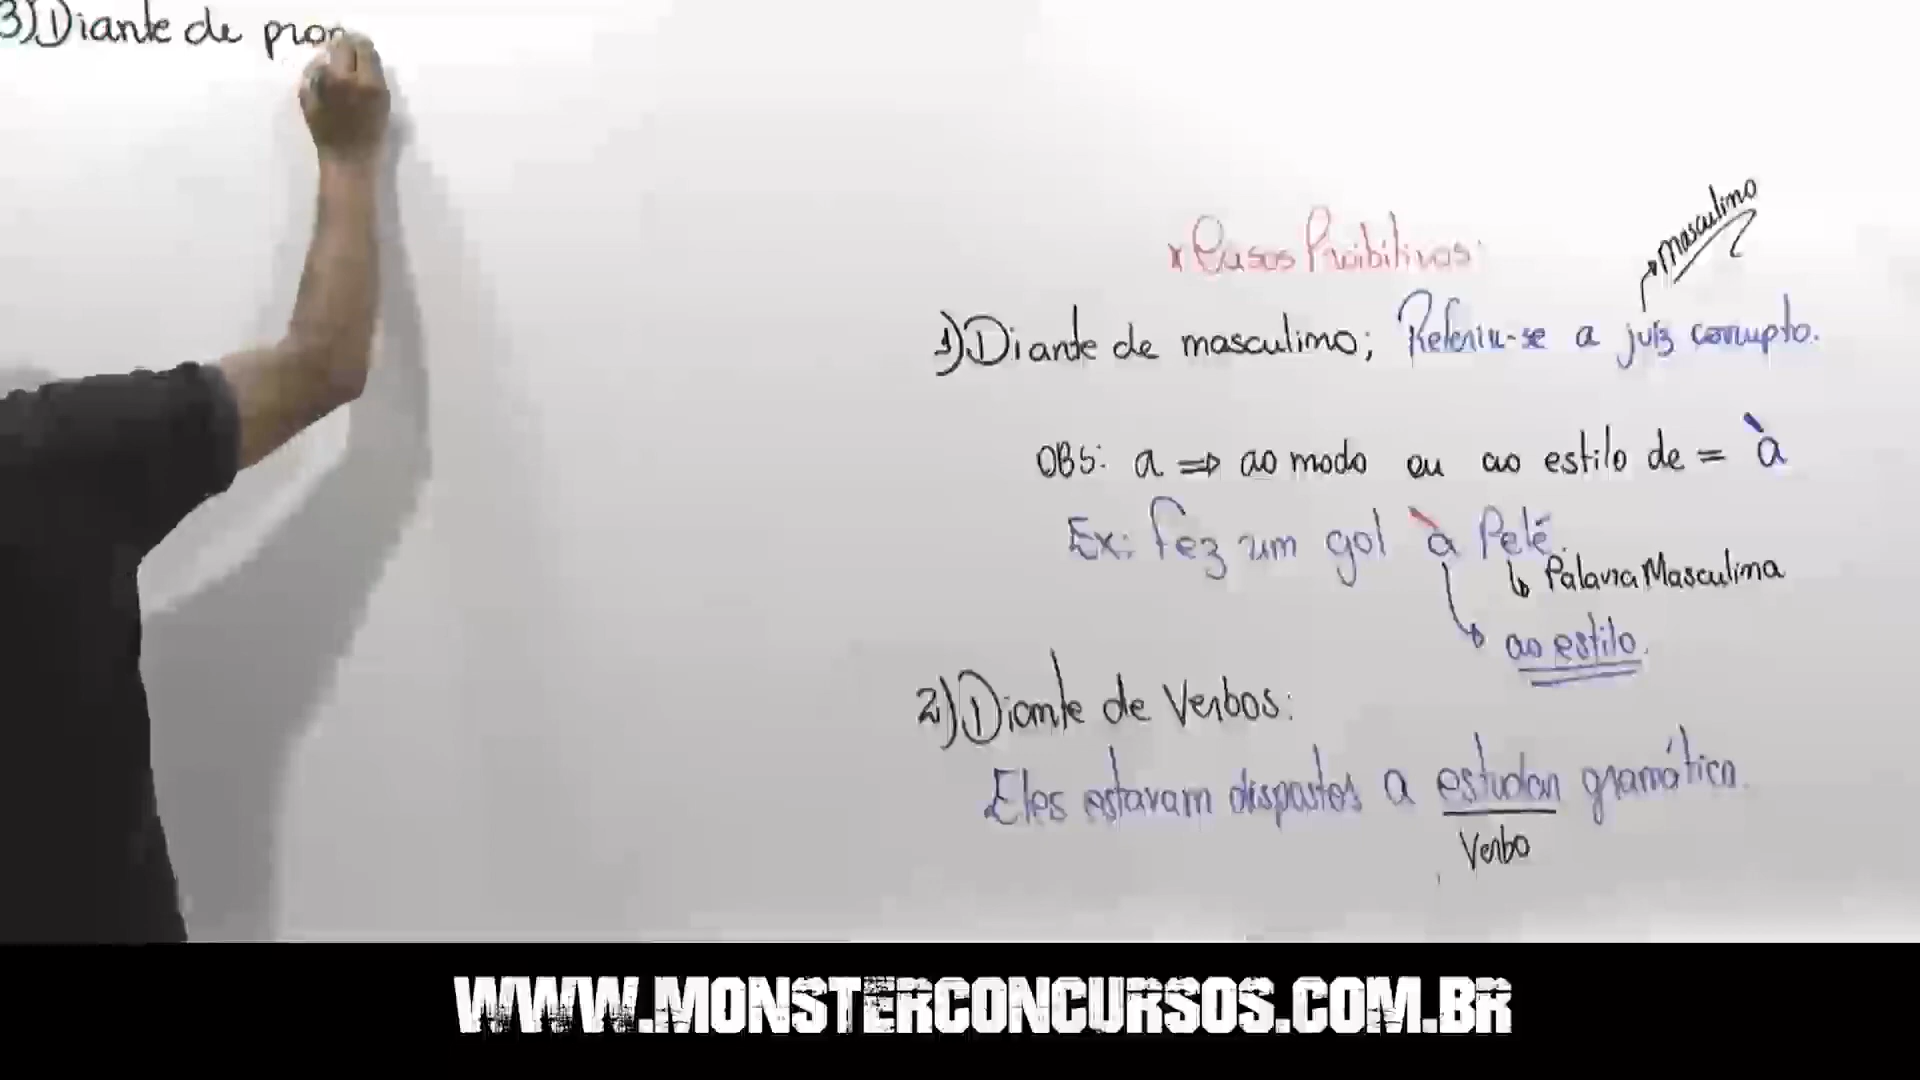 3) Diante de pron
* Casos Proibitivos:
masculino
1) Diante de masculino; Referiu-se a juiz corrupto.
OBS: a => ao modo ou ao estilo de = à
Ex: Fez um gol à Pelé.
↳ Palavra Masculina
ao estilo.
2) Diante de Verbos:
Eles estavam dispostos a estudar gramática.
Verbo
WWW.MONSTERCONCURSOS.COM.BR